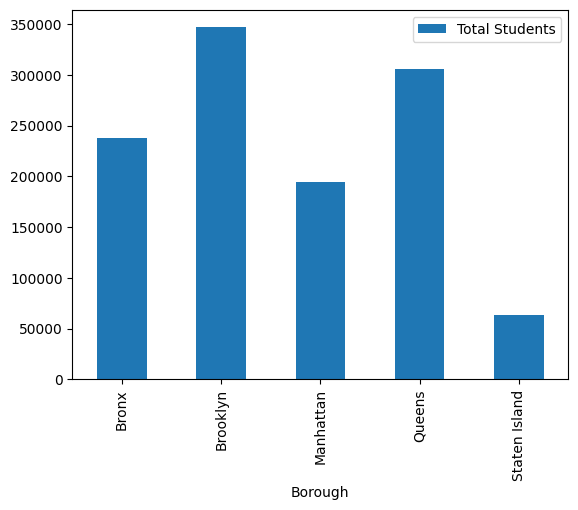 350000
300000
250000
200000
150000
100000
50000
0
Total Students
Bronx
Brooklyn
Manhattan
Queens
Staten Island
Borough